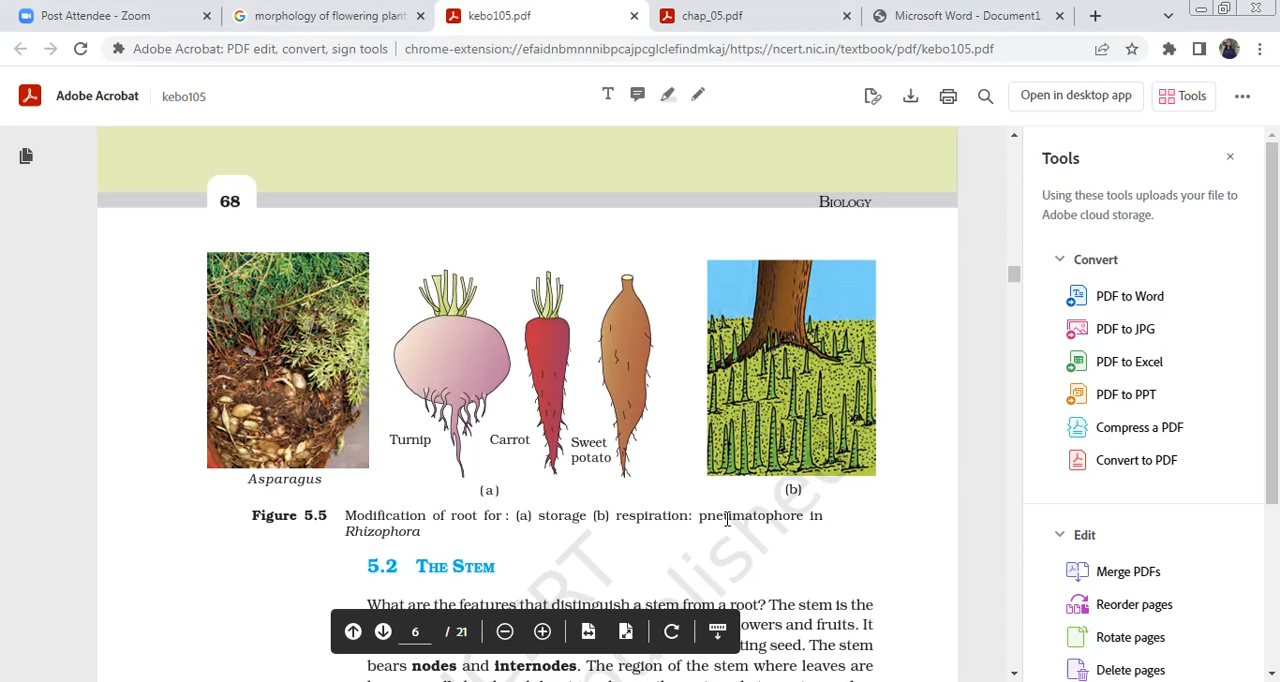 Post Attendee - Zoom
morphology of flowering plant
kebo105.pdf
chap_05.pdf
Microsoft Word - Document1
Adobe Acrobat: PDF edit, convert, sign tools
chrome-extension://efaidnbmnnnibpcajpcglclefindmkaj/https://ncert.nic.in/textbook/pdf/kebo105.pdf
Adobe Acrobat
kebo105
Open in desktop app
Tools
68
BIOLOGY
Turnip
Carrot
Sweet
potato
Asparagus
(a)
(b)
Figure 5.5 Modification of root for : (a) storage (b) respiration: pneumatophore in
Rhizophora
5.2 THE STEM
What are the features that distinguish a stem from a root? The stem is the
owers and fruits. It
ting seed. The stem
bears nodes and internodes. The region of the stem where leaves are
6 / 21
Tools
Using these tools uploads your file to
Adobe cloud storage.
Convert
PDF to Word
PDF to JPG
PDF to Excel
PDF to PPT
Compress a PDF
Convert to PDF
Edit
Merge PDFs
Reorder pages
Rotate pages
Delete pages